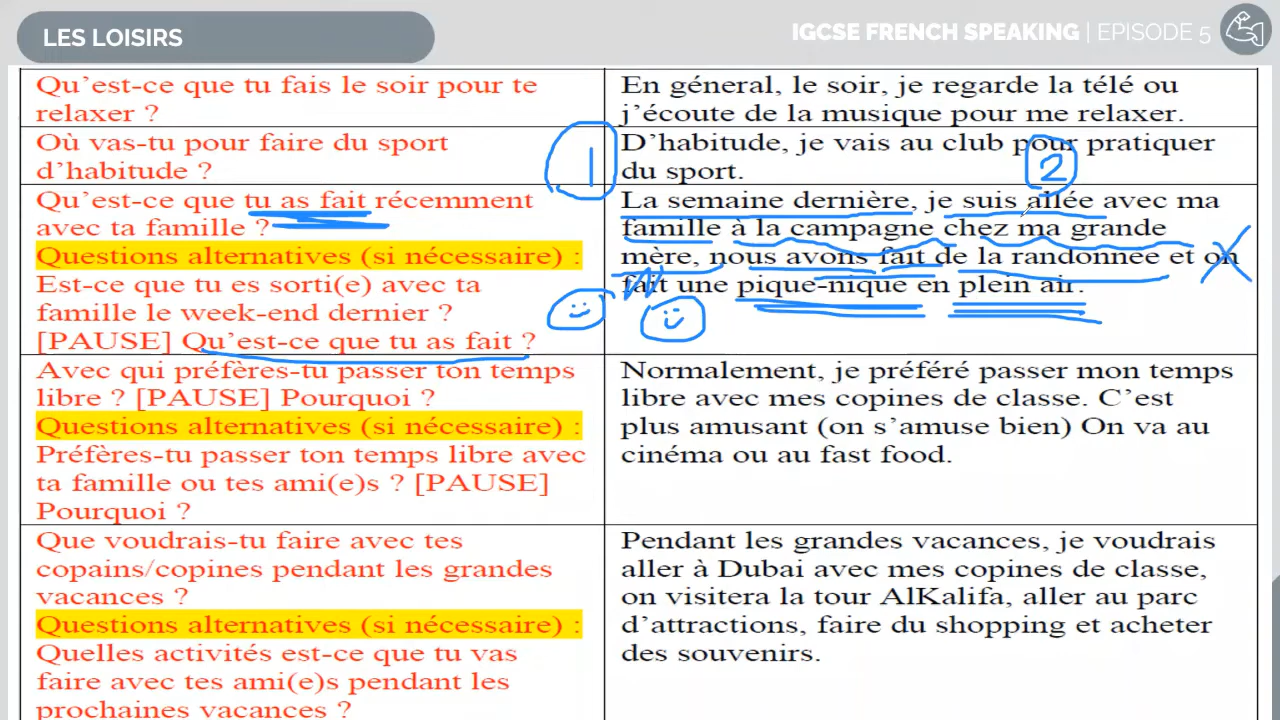 LES LOISIRS
IGCSE FRENCH SPEAKING | EPISODE 5
Qu'est-ce que tu fais le soir pour te
relaxer ?
En géneral, le soir, je regarde la télé ou
j'écoute de la musique pour me relaxer.
Où vas-tu pour faire du sport
d'habitude ?
1
D'habitude, je vais au club pour pratiquer
du sport.
2
Qu'est-ce que tu as fait récemment
avec ta famille ?
Questions alternatives (si nécessaire) :
Est-ce que tu es sorti(e) avec ta
famille le week-end dernier ?
[PAUSE] Qu'est-ce que tu as fait ?
La semaine dernière, je suis allée avec ma
famille à la campagne chez ma grande
mère, nous avons fait de la randonnée et on
fait une pique-nique en plein air.
Avec qui préfères-tu passer ton temps
libre ? [PAUSE] Pourquoi ?
Questions alternatives (si nécessaire) :
Préfères-tu passer ton temps libre avec
ta famille ou tes ami(e)s ? [PAUSE]
Pourquoi ?
Normalement, je préféré passer mon temps
libre avec mes copines de classe. C'est
plus amusant (on s'amuse bien) On va au
cinéma ou au fast food.
Que voudrais-tu faire avec tes
copains/copines pendant les grandes
vacances ?
Questions alternatives (si nécessaire) :
Quelles activités est-ce que tu vas
faire avec tes ami(e)s pendant les
prochaines vacances ?
Pendant les grandes vacances, je voudrais
aller à Dubai avec mes copines de classe,
on visitera la tour AlKalifa, aller au parc
d'attractions, faire du shopping et acheter
des souvenirs.